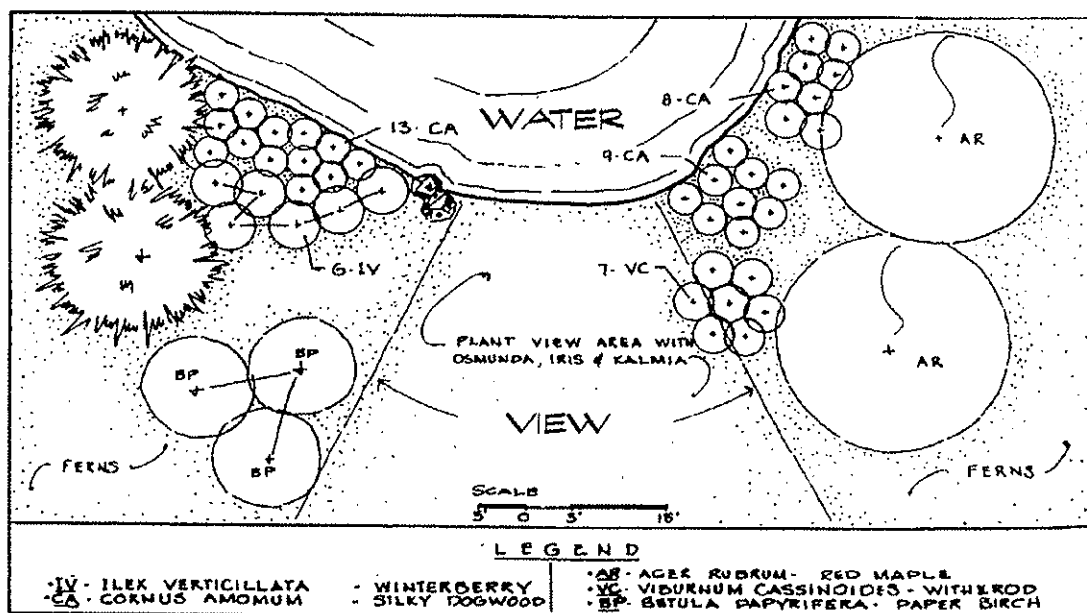 WATER
8-CA
13-CA
9-CA
AR
6-IV
7-VC
PLANT VIEW AREA WITH
OSMUNDA, IRIS & KALMIA
BP
BP
BP
AR
VIEW
FERNS
FERNS
SCALE
5 0 5' 15'
LEGEND
·IV· ILEX VERTICILLATA - WINTERBERRY
·CA· CORNUS AMOMUM - SILKY DOGWOOD
·AR· ACER RUBRUM - RED MAPLE
·VC· VIBURNUM CASSINOIDES - WITHEROD
·BP· BETULA PAPYRIFERA - PAPER BIRCH